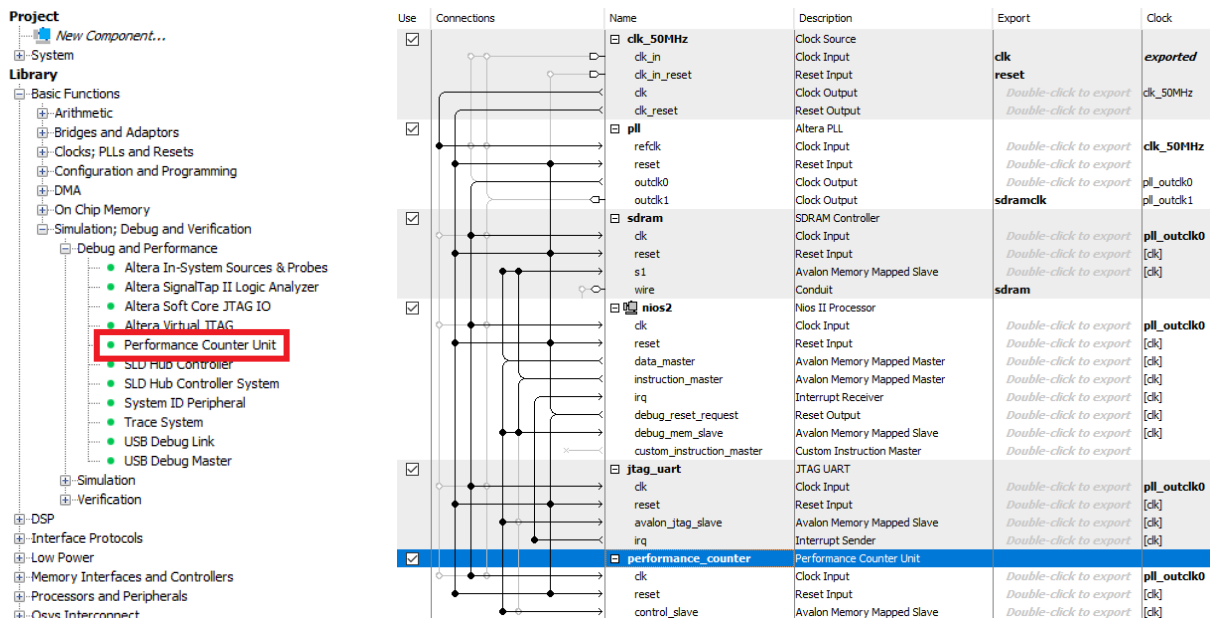 Project
New Component...
System
Library
Basic Functions
Arithmetic
Bridges and Adaptors
Clocks; PLLs and Resets
Configuration and Programming
DMA
On Chip Memory
Simulation; Debug and Verification
Debug and Performance
Altera In-System Sources & Probes
Altera SignalTap II Logic Analyzer
Altera Soft Core JTAG IO
Altera Virtual JTAG
Performance Counter Unit
SLD Hub Controller
SLD Hub Controller System
System ID Peripheral
Trace System
USB Debug Link
USB Debug Master
Simulation
Verification
DSP
Interface Protocols
Low Power
Memory Interfaces and Controllers
Processors and Peripherals
Qsys Interconnect
Use Connections Name Description Export Clock
clk_50MHz Clock Source
clk_in Clock Input clk exported
clk_in_reset Reset Input reset
clk Clock Output Double-click to export clk_50MHz
clk_reset Reset Output Double-click to export
pll Altera PLL
refclk Clock Input Double-click to export clk_50MHz
reset Reset Input Double-click to export
outclk0 Clock Output Double-click to export pll_outclk0
outclk1 Clock Output sdramclk pll_outclk1
sdram SDRAM Controller
clk Clock Input Double-click to export pll_outclk0
reset Reset Input Double-click to export [clk]
s1 Avalon Memory Mapped Slave Double-click to export [clk]
wire Conduit sdram
nios2 Nios II Processor
clk Clock Input Double-click to export pll_outclk0
reset Reset Input Double-click to export [clk]
data_master Avalon Memory Mapped Master Double-click to export [clk]
instruction_master Avalon Memory Mapped Master Double-click to export [clk]
irq Interrupt Receiver Double-click to export [clk]
debug_reset_request Reset Output Double-click to export [clk]
debug_mem_slave Avalon Memory Mapped Slave Double-click to export [clk]
custom_instruction_master Custom Instruction Master Double-click to export
jtag_uart JTAG UART
clk Clock Input Double-click to export pll_outclk0
reset Reset Input Double-click to export [clk]
avalon_jtag_slave Avalon Memory Mapped Slave Double-click to export [clk]
irq Interrupt Sender Double-click to export [clk]
performance_counter Performance Counter Unit
clk Clock Input Double-click to export pll_outclk0
reset Reset Input Double-click to export [clk]
control_slave Avalon Memory Mapped Slave Double-click to export [clk]